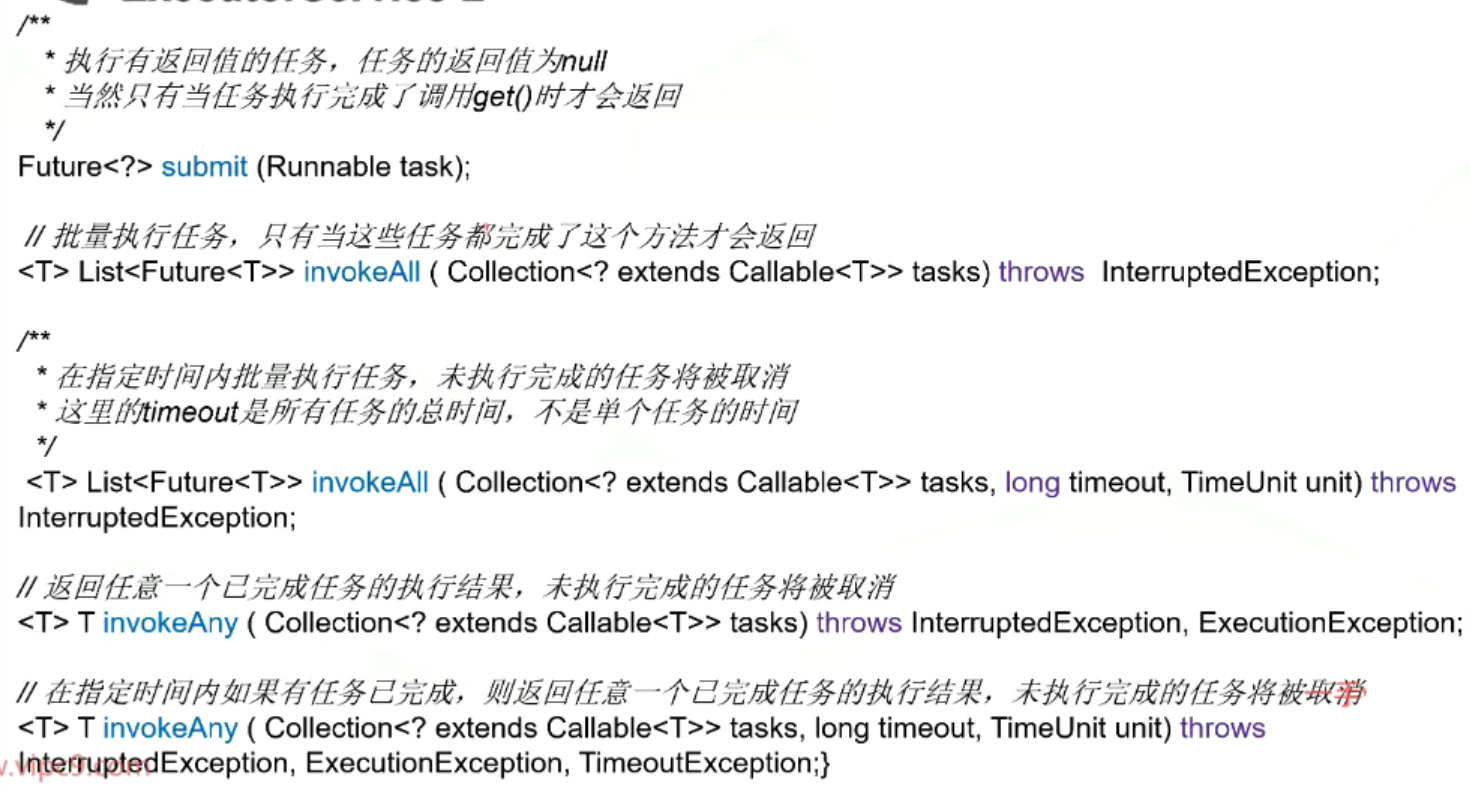 ExecutorService-2
/**
* 执行有返回值的任务，任务的返回值为null
* 当然只有当任务执行完成了调用get()时才会返回
*/
Future<?> submit (Runnable task);
// 批量执行任务，只有当这些任务都完成了这个方法才会返回
<T> List<Future<T>> invokeAll ( Collection<? extends Callable<T>> tasks) throws InterruptedException;
/**
* 在指定时间内批量执行任务，未执行完成的任务将被取消
* 这里的timeout是所有任务的总时间，不是单个任务的时间
*/
<T> List<Future<T>> invokeAll ( Collection<? extends Callable<T>> tasks, long timeout, TimeUnit unit) throws
InterruptedException;
// 返回任意一个已完成任务的执行结果，未执行完成的任务将被取消
<T> T invokeAny ( Collection<? extends Callable<T>> tasks) throws InterruptedException, ExecutionException;
// 在指定时间内如果有任务已完成，则返回任意一个已完成任务的执行结果，未执行完成的任务将被取消
<T> T invokeAny ( Collection<? extends Callable<T>> tasks, long timeout, TimeUnit unit) throws
InterruptedException, ExecutionException, TimeoutException;}